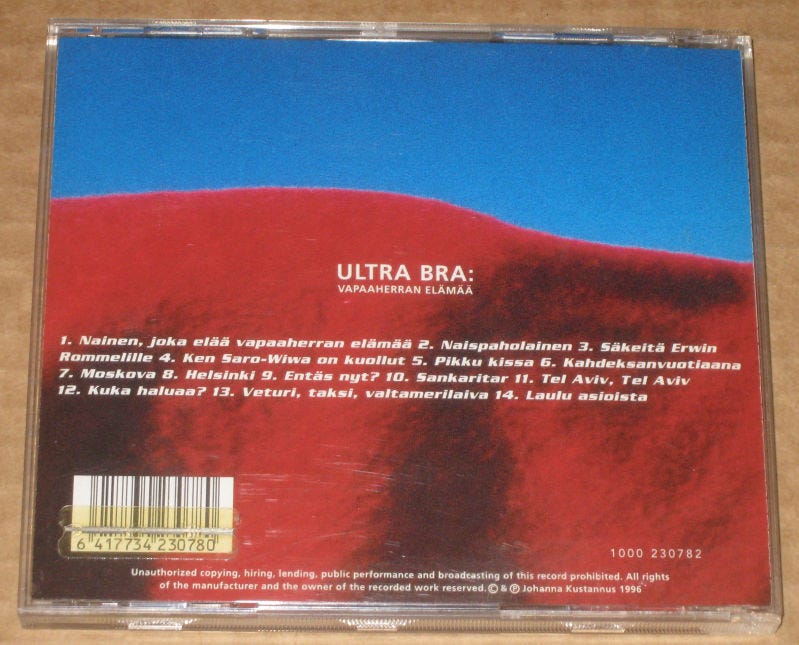 ULTRA BRA:
VAPAAHERRAN ELÄMÄÄ
1. Nainen, joka elää vapaaherran elämää 2. Naispaholainen 3. Säkeitä Erwin
Rommelille 4. Ken Saro-Wiwa on kuollut 5. Pikku kissa 6. Kahdeksanvuotiaana
7. Moskova 8. Helsinki 9. Entäs nyt? 10. Sankaritar 11. Tel Aviv, Tel Aviv
12. Kuka haluaa? 13. Veturi, taksi, valtamerilaiva 14. Laulu asioista
6 417734 230780
1000 230782
Unauthorized copying, hiring, lending, public performance and broadcasting of this record prohibited. All rights
of the manufacturer and the owner of the recorded work reserved. © & ℗ Johanna Kustannus 1996